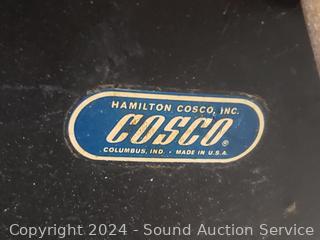 HAMILTON COSCO, INC.
COSCO®
COLUMBUS, IND. • MADE IN U.S.A.
Copyright © 2024 - Sound Auction Service